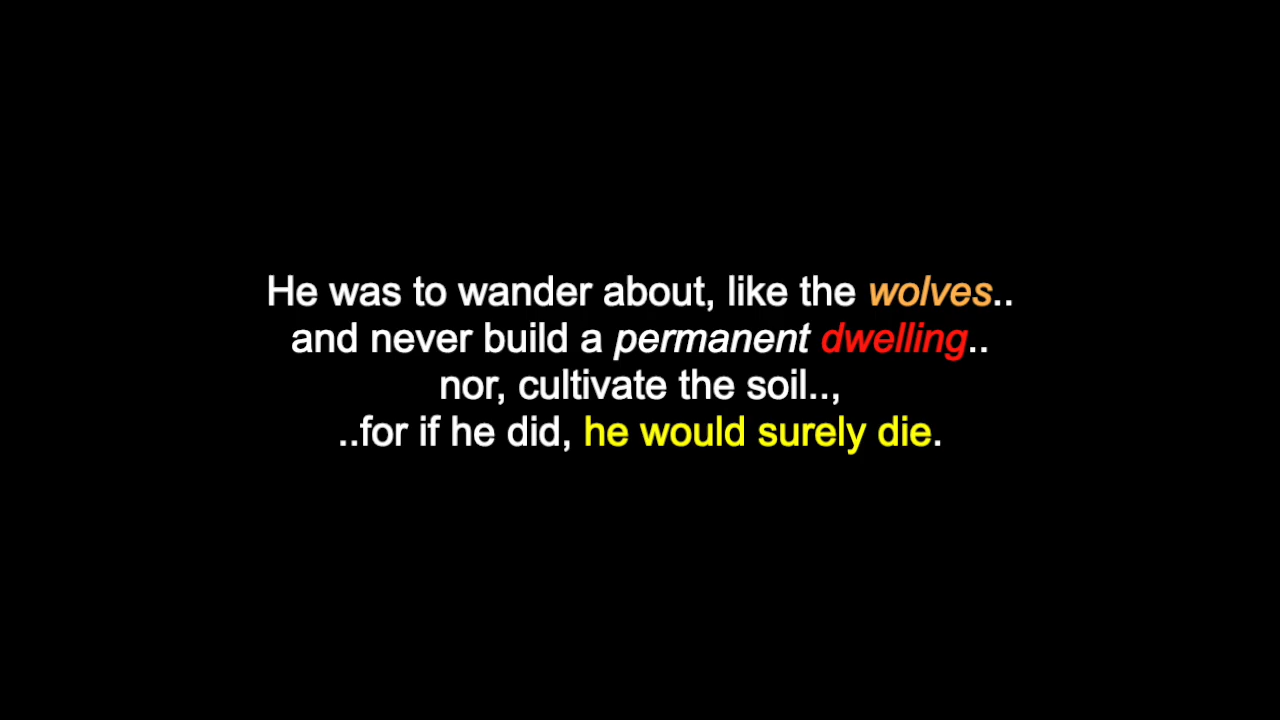 He was to wander about, like the wolves..
and never build a permanent dwelling..
nor, cultivate the soil..,
..for if he did, he would surely die.